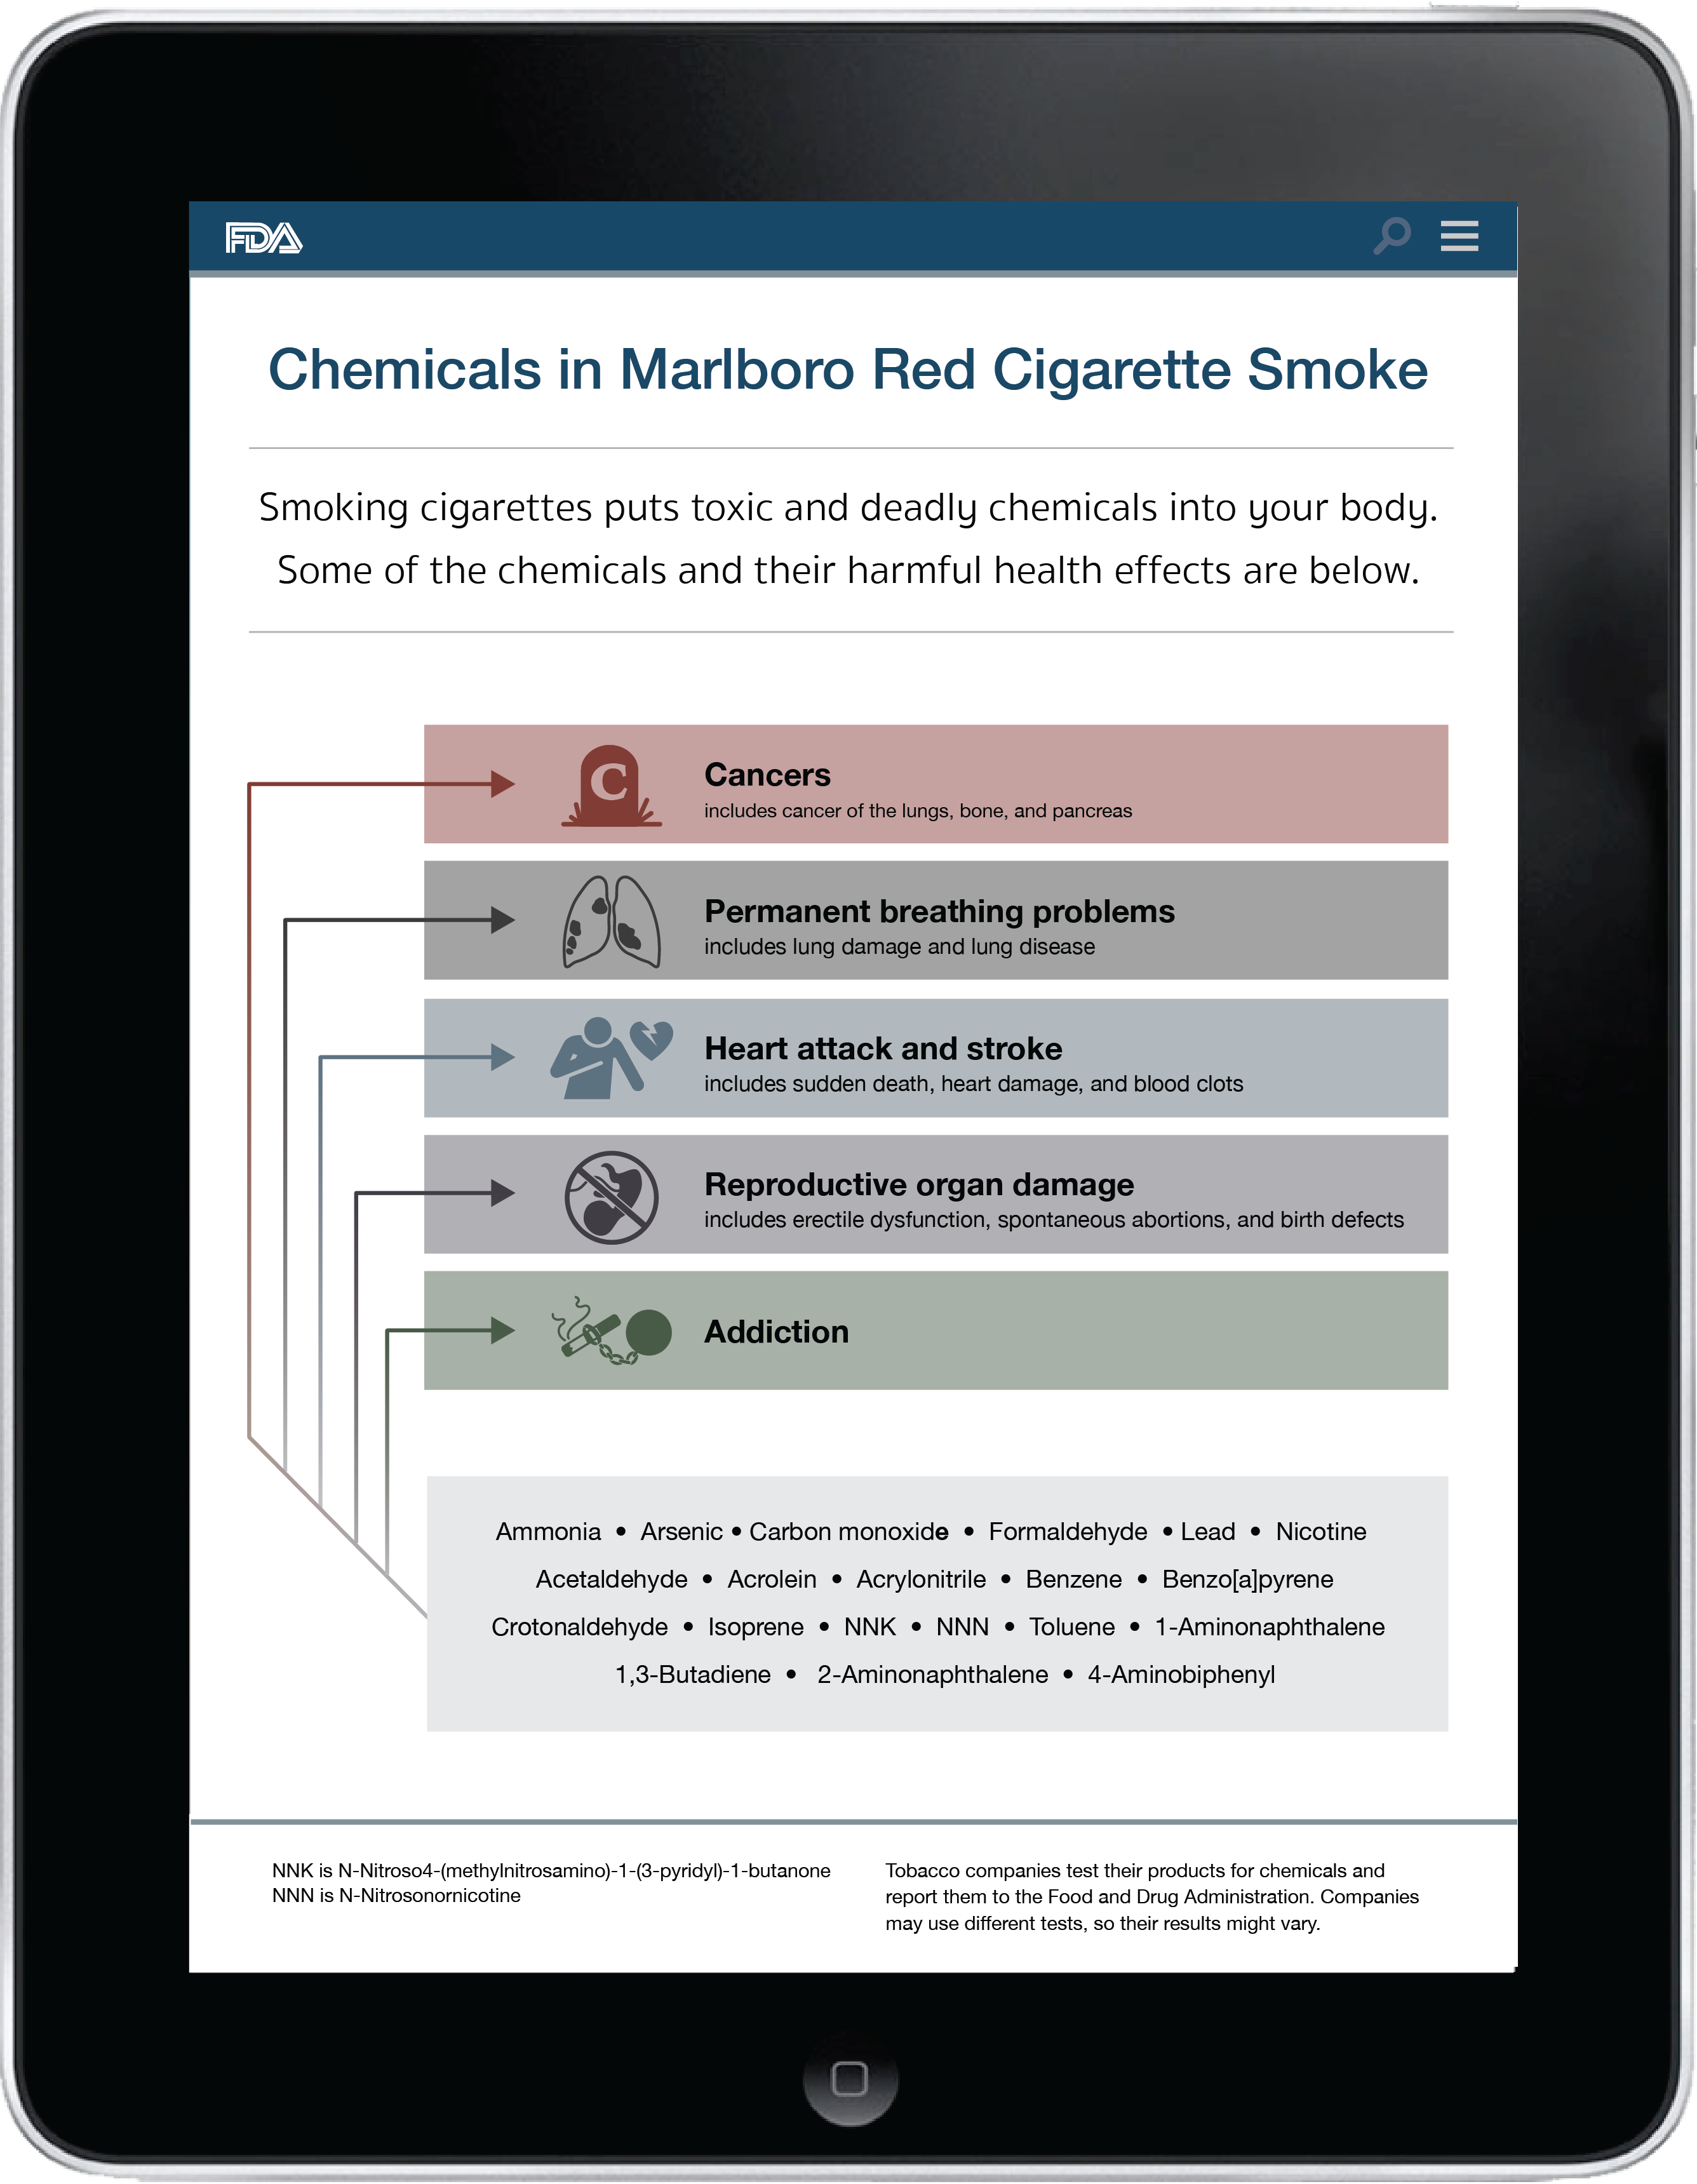 FDA
Chemicals in Marlboro Red Cigarette Smoke
Smoking cigarettes puts toxic and deadly chemicals into your body.
Some of the chemicals and their harmful health effects are below.
C
Cancers
includes cancer of the lungs, bone, and pancreas
Permanent breathing problems
includes lung damage and lung disease
Heart attack and stroke
includes sudden death, heart damage, and blood clots
Reproductive organ damage
includes erectile dysfunction, spontaneous abortions, and birth defects
Addiction
Ammonia • Arsenic • Carbon monoxide • Formaldehyde • Lead • Nicotine
Acetaldehyde • Acrolein • Acrylonitrile • Benzene • Benzo[a]pyrene
Crotonaldehyde • Isoprene • NNK • NNN • Toluene • 1-Aminonaphthalene
1,3-Butadiene • 2-Aminonaphthalene • 4-Aminobiphenyl
NNK is N-Nitroso4-(methylnitrosamino)-1-(3-pyridyl)-1-butanone
NNN is N-Nitrosonornicotine
Tobacco companies test their products for chemicals and
report them to the Food and Drug Administration. Companies
may use different tests, so their results might vary.